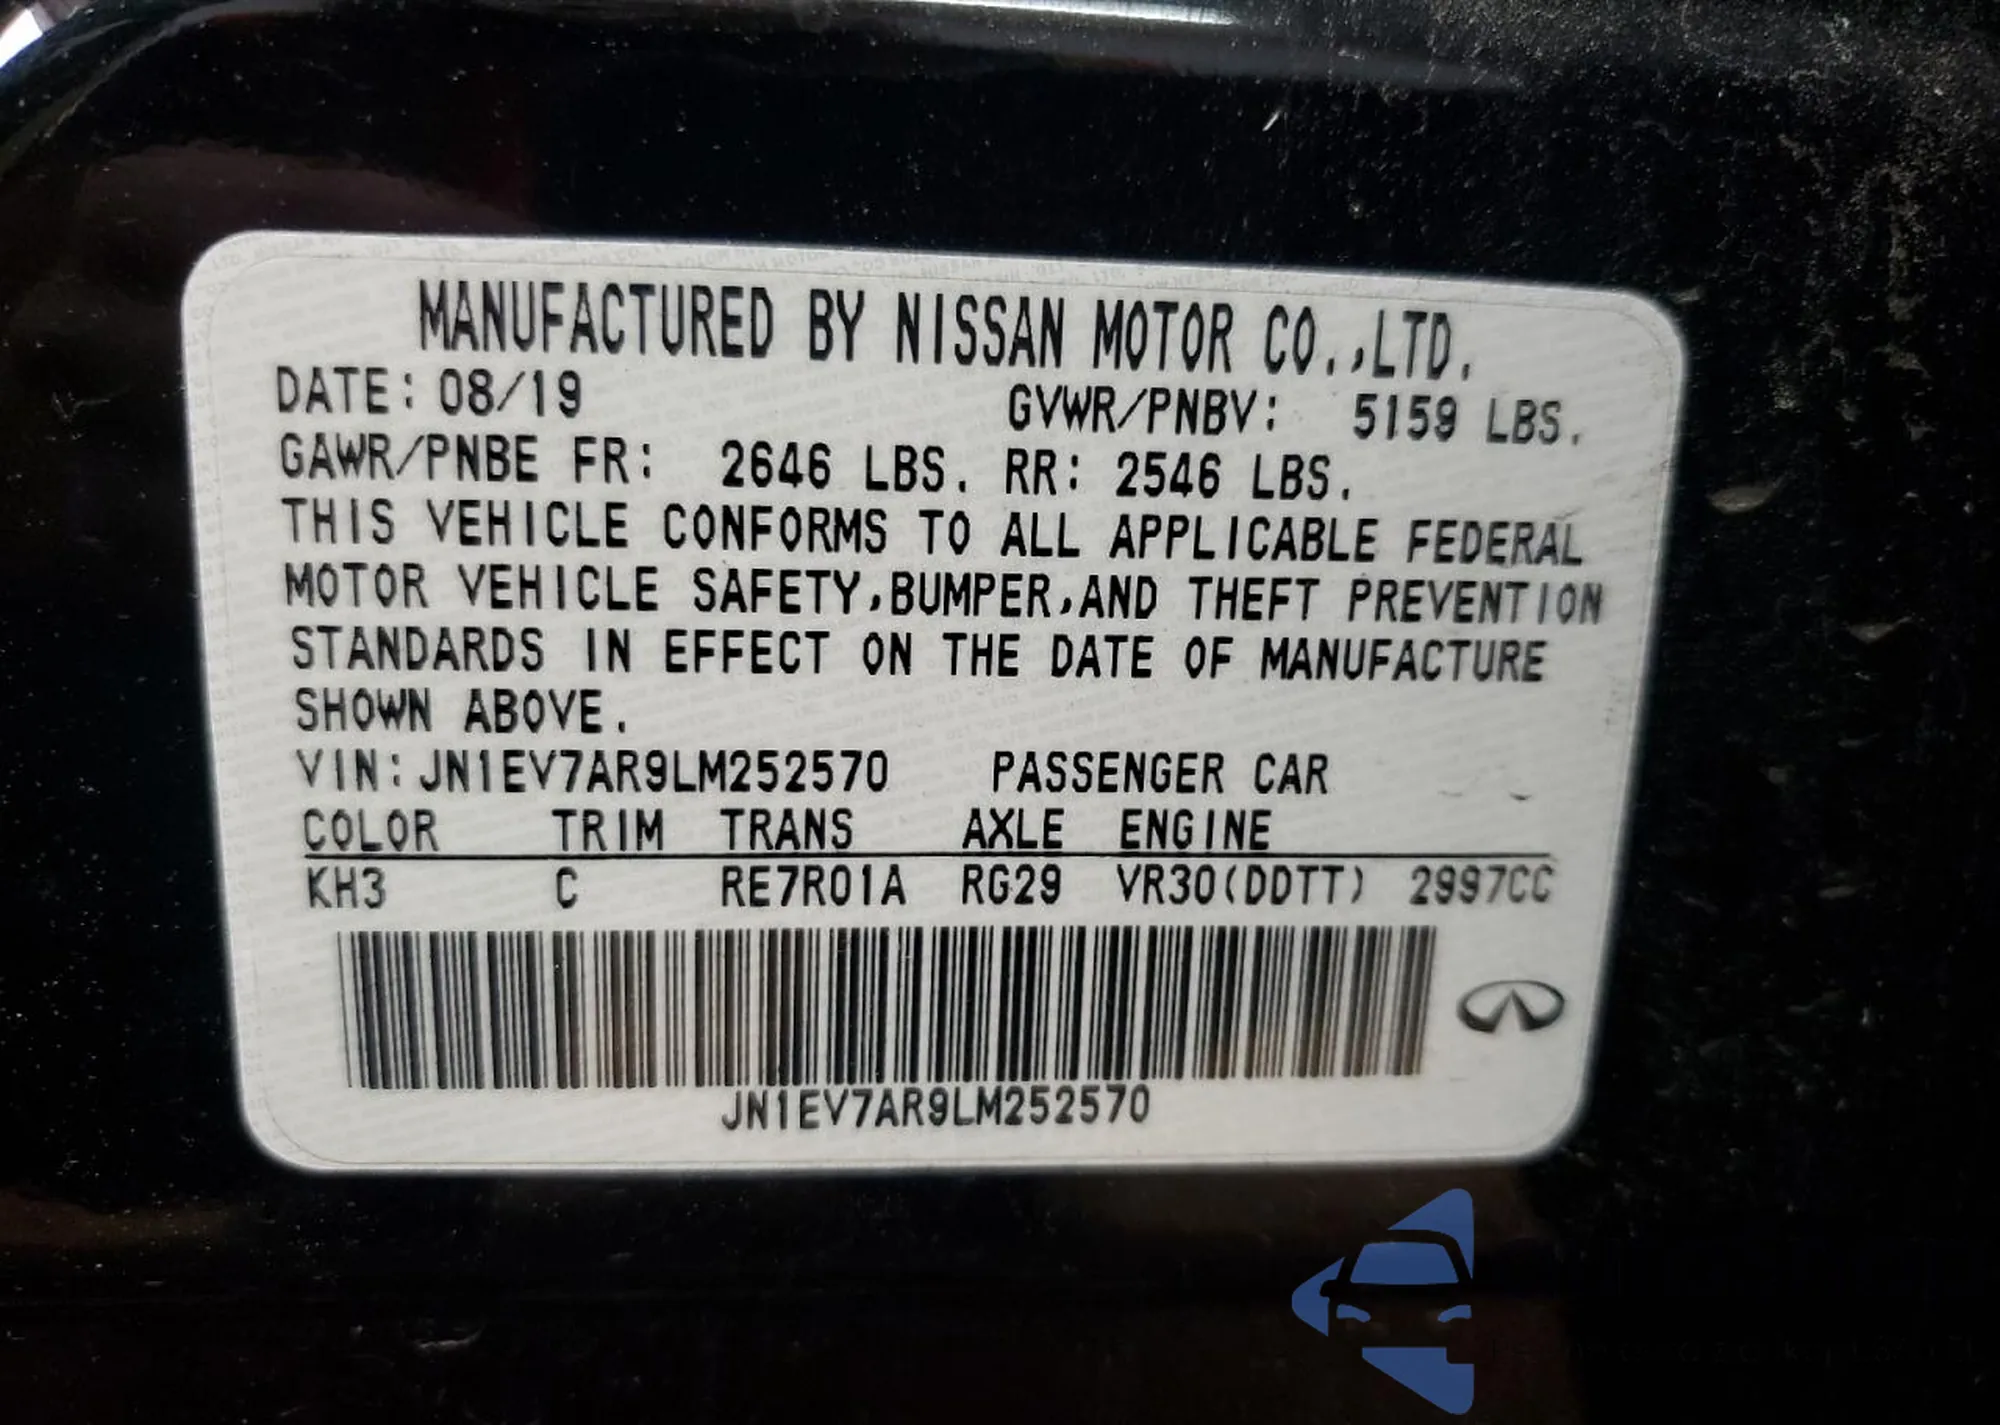 MANUFACTURED BY NISSAN MOTOR CO.,LTD.
DATE: 08/19 GVWR/PNBV: 5159 LBS.
GAWR/PNBE FR: 2646 LBS. RR: 2546 LBS.
THIS VEHICLE CONFORMS TO ALL APPLICABLE FEDERAL
MOTOR VEHICLE SAFETY,BUMPER,AND THEFT PREVENTION
STANDARDS IN EFFECT ON THE DATE OF MANUFACTURE
SHOWN ABOVE.
VIN:JN1EV7AR9LM252570 PASSENGER CAR
COLOR TRIM TRANS AXLE ENGINE
KH3 C RE7R01A RG29 VR30(DDTT) 2997CC
JN1EV7AR9LM252570